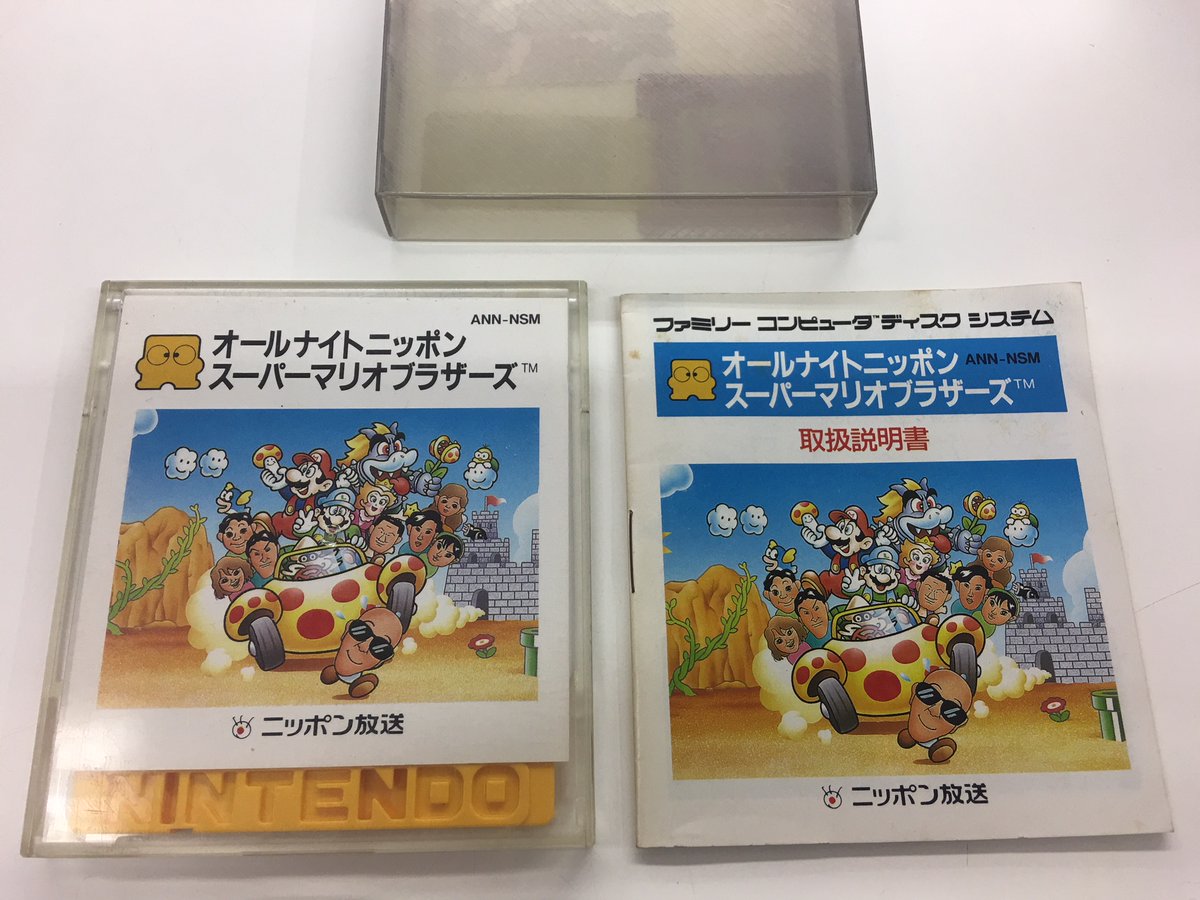 ANN-NSM
オールナイトニッポン
スーパーマリオブラザーズ™
ニッポン放送
NINTENDO
ファミリー コンピュータ™ ディスク システム
オールナイトニッポン ANN-NSM
スーパーマリオブラザーズ™
取扱説明書
ニッポン放送